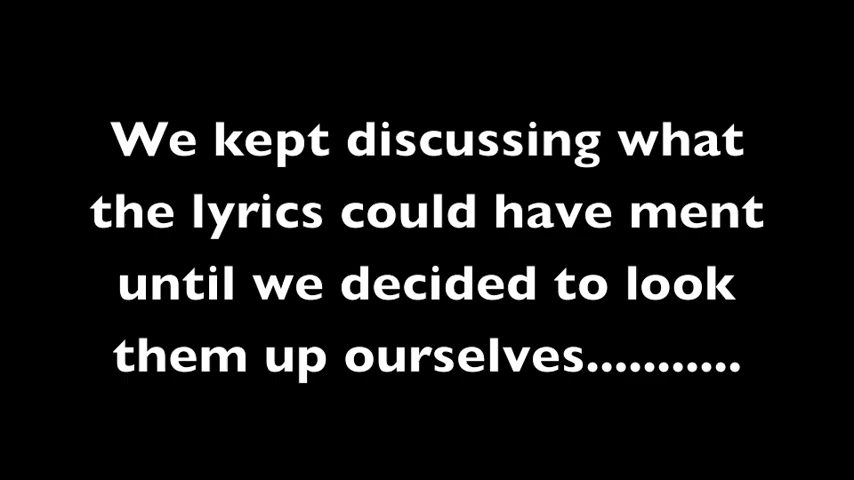 We kept discussing what
the lyrics could have ment
until we decided to look
them up ourselves...........